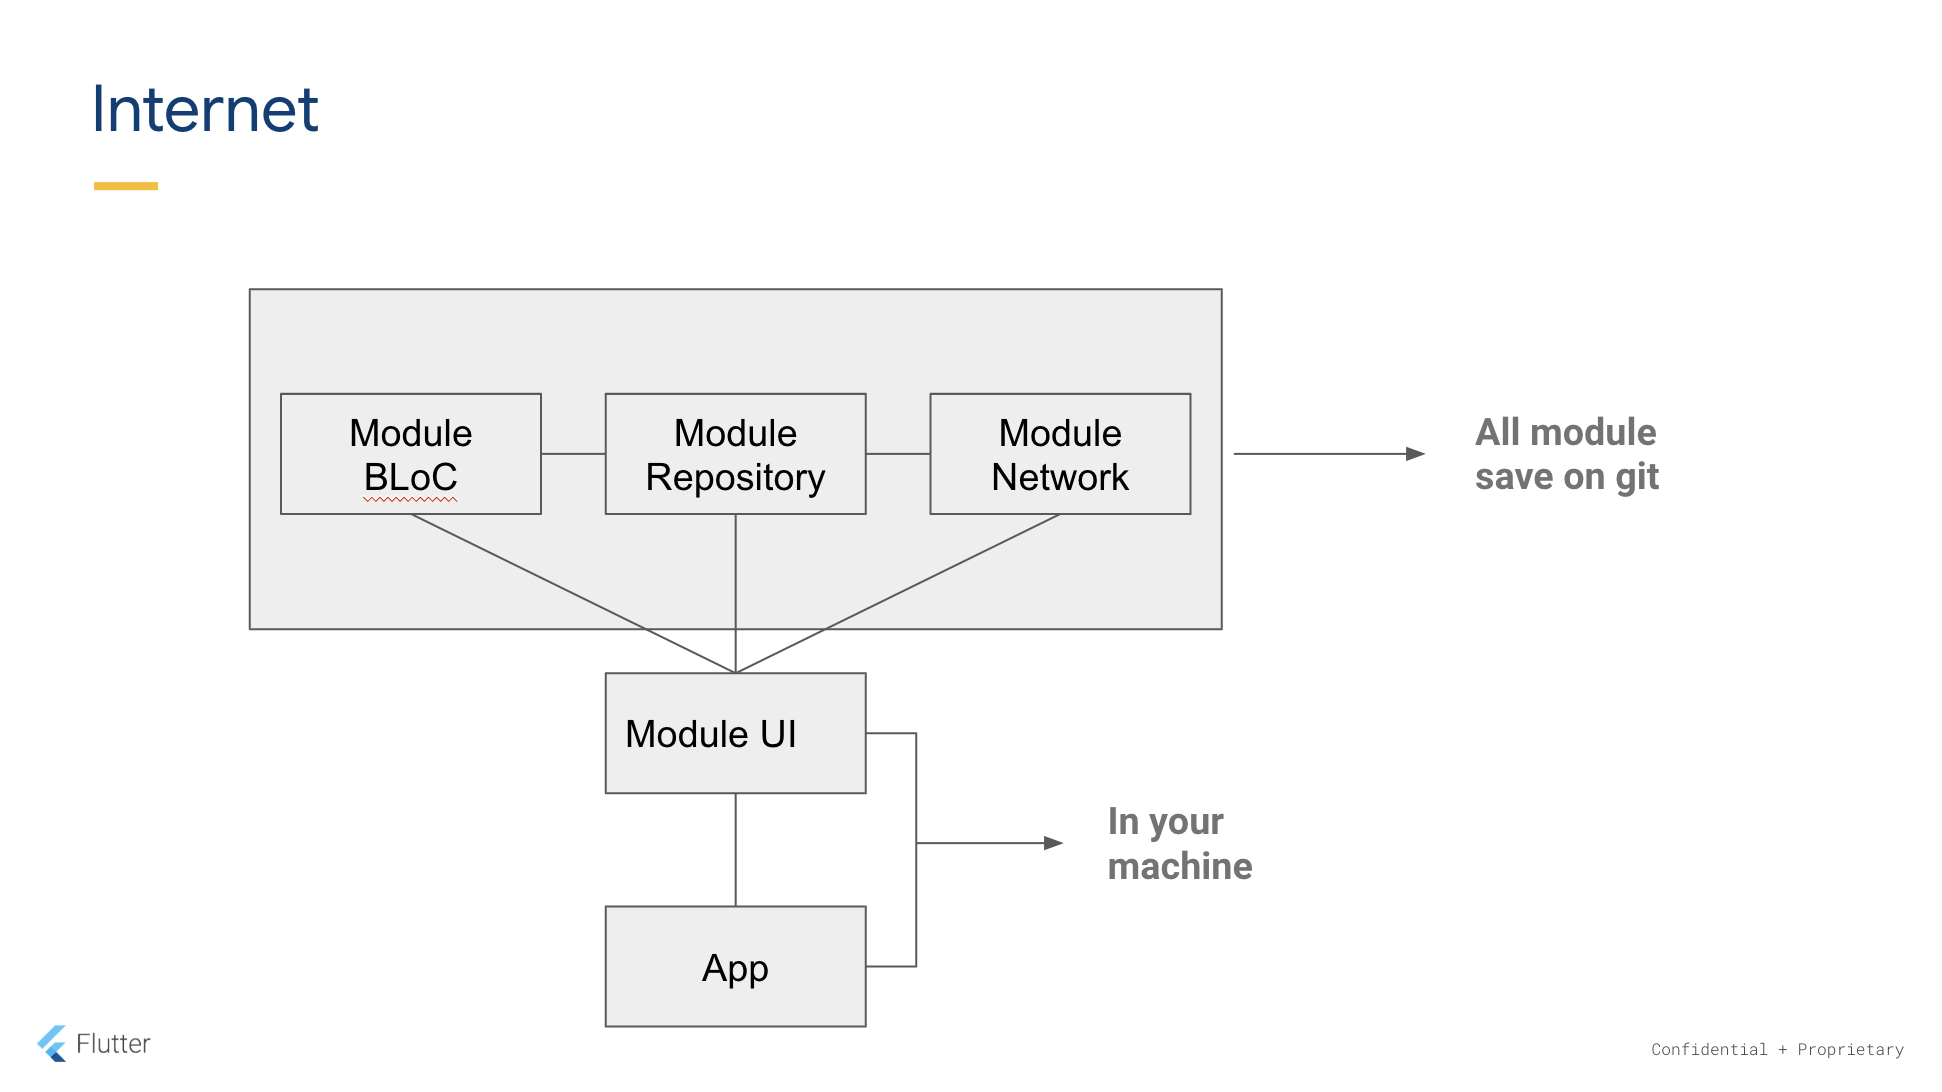 Internet
Module
BLoC
Module
Repository
Module
Network
All module
save on git
Module UI
In your
machine
App
Flutter
Confidential + Proprietary